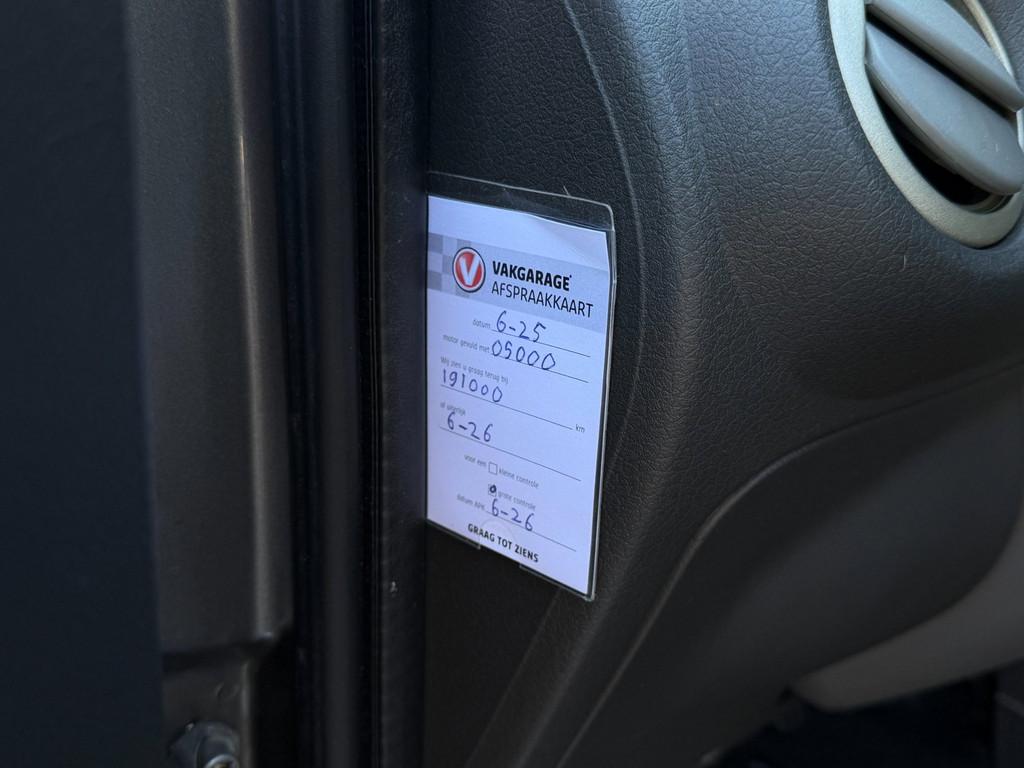 V VAKGARAGE
AFSPRAAKKAART
datum 6-25
motor gevuld met 05000
Wij zien u graag terug bij
191000 km
of uiterlijk
6-26
voor een kleine controle
grote controle
datum APK 6-26
GRAAG TOT ZIENS